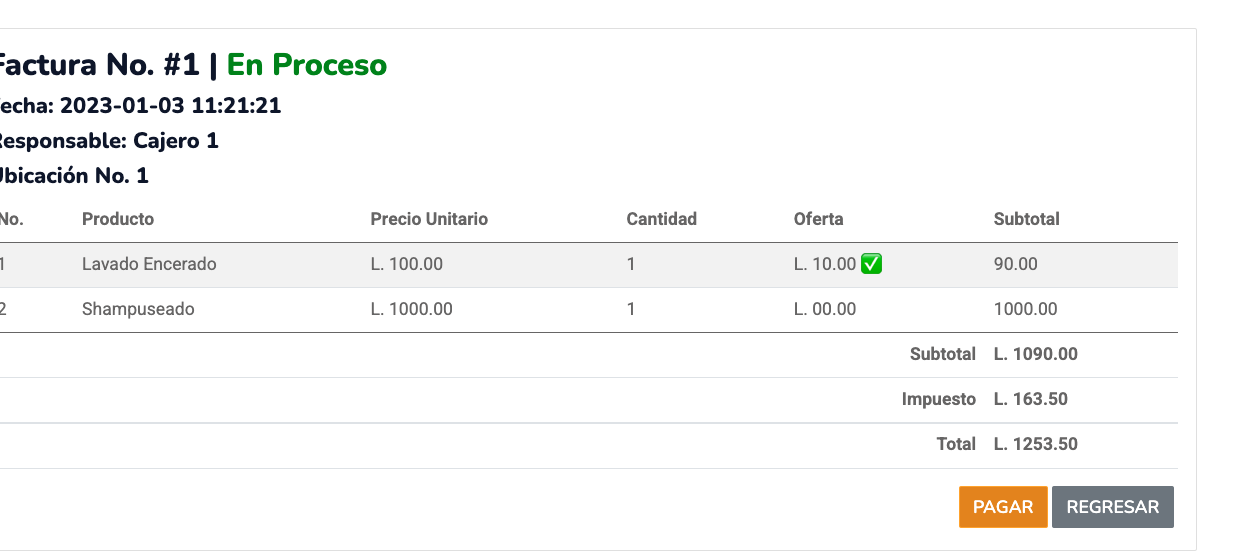 Factura No. #1 | En Proceso
Fecha: 2023-01-03 11:21:21
Responsable: Cajero 1
Ubicación No. 1
No. Producto Precio Unitario Cantidad Oferta Subtotal
1 Lavado Encerado L. 100.00 1 L. 10.00 ✅ 90.00
2 Shampuseado L. 1000.00 1 L. 00.00 1000.00
Subtotal L. 1090.00
Impuesto L. 163.50
Total L. 1253.50
PAGAR REGRESAR